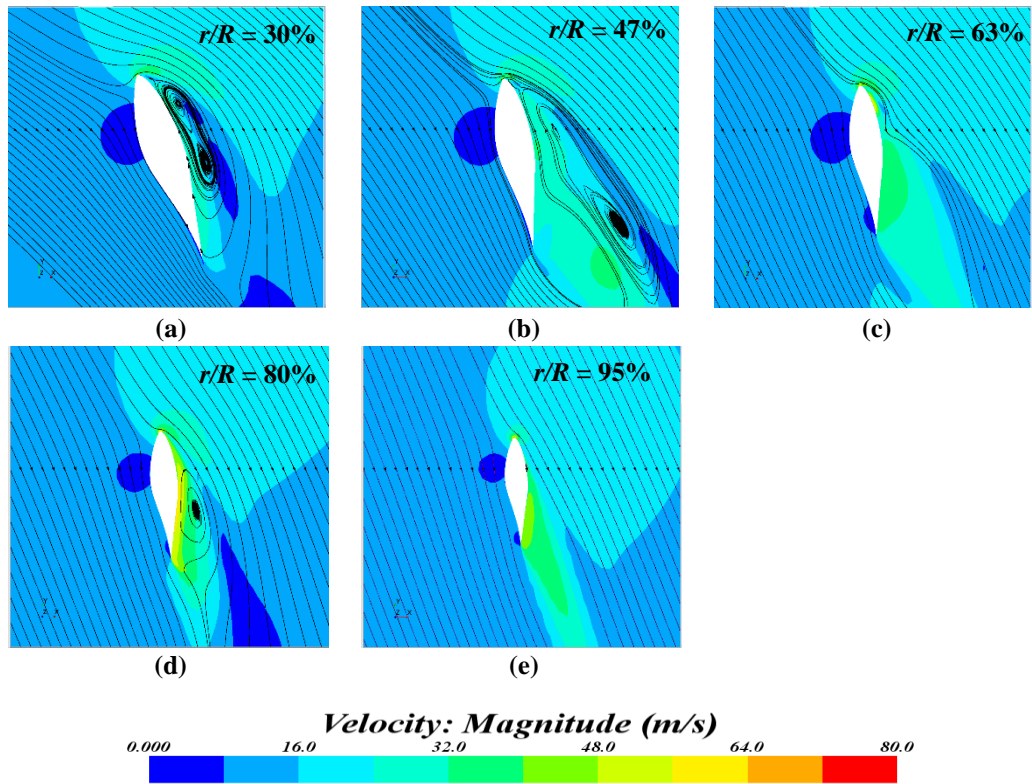 r/R = 30%
r/R = 47%
r/R = 63%
(a)
(b)
(c)
r/R = 80%
r/R = 95%
(d)
(e)
Velocity: Magnitude (m/s)
0.000 16.0 32.0 48.0 64.0 80.0